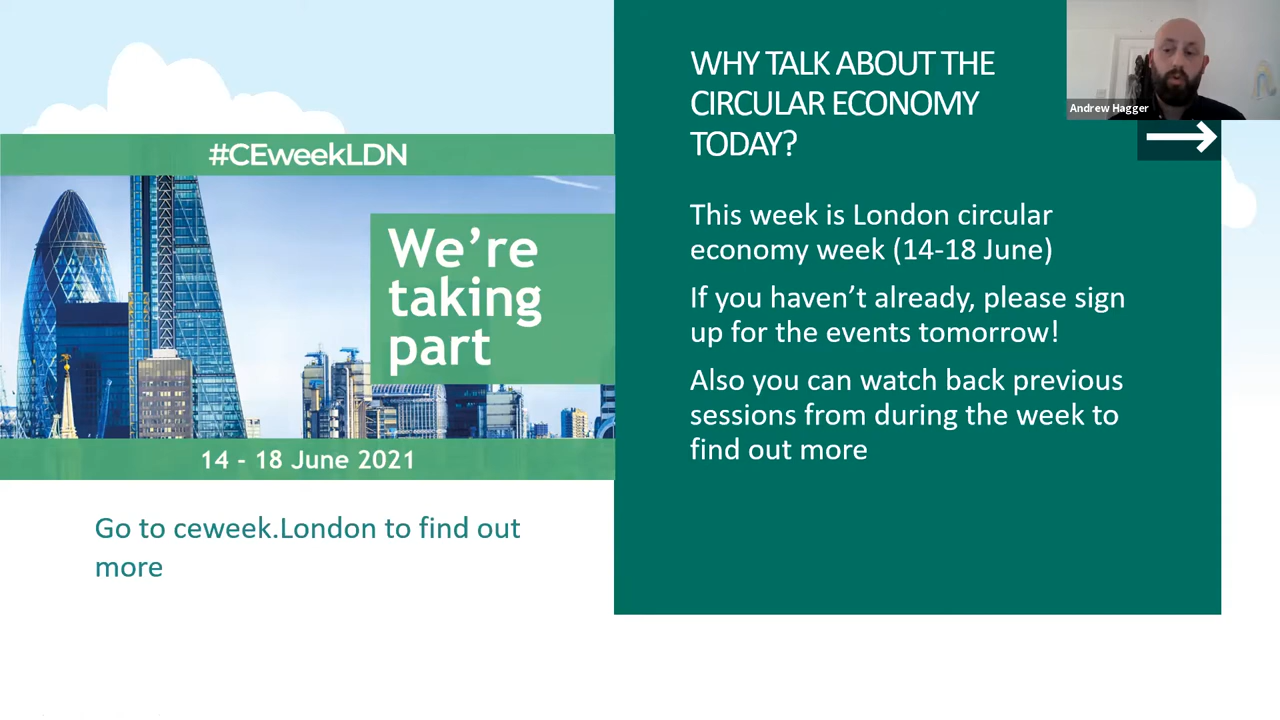 #CEweekLDN
We're
taking
part
14 - 18 June 2021
Go to ceweek.London to find out
more
WHY TALK ABOUT THE
CIRCULAR ECONOMY
TODAY?
This week is London circular
economy week (14-18 June)
If you haven't already, please sign
up for the events tomorrow!
Also you can watch back previous
sessions from during the week to
find out more
Andrew Hagger